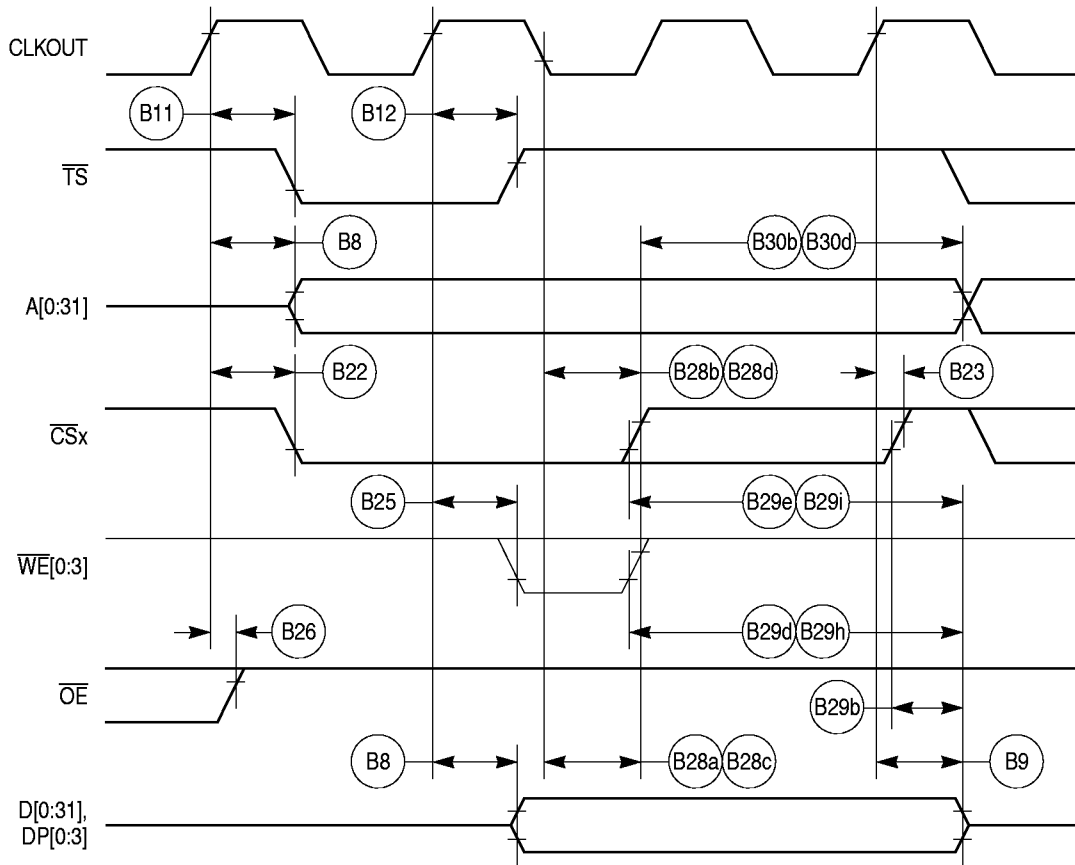 CLKOUT
B11
B12
TS
B8
B30b B30d
A[0:31]
B22
B28b B28d
B23
CSx
B25
B29e B29i
WE[0:3]
B26
B29d B29h
OE
B29b
B8
B28a B28c
B9
D[0:31],
DP[0:3]